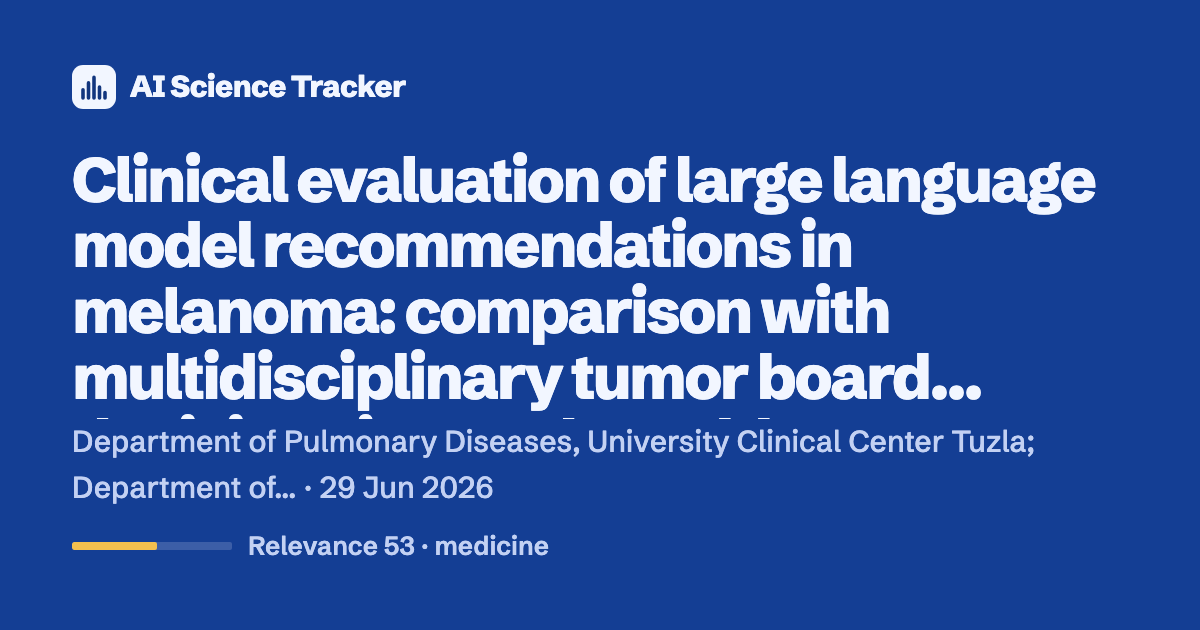 AI Science Tracker
Clinical evaluation of large language
model recommendations in
melanoma: comparison with
multidisciplinary tumor board...
Department of Pulmonary Diseases, University Clinical Center Tuzla;
Department of... · 29 Jun 2026
Relevance 53 · medicine